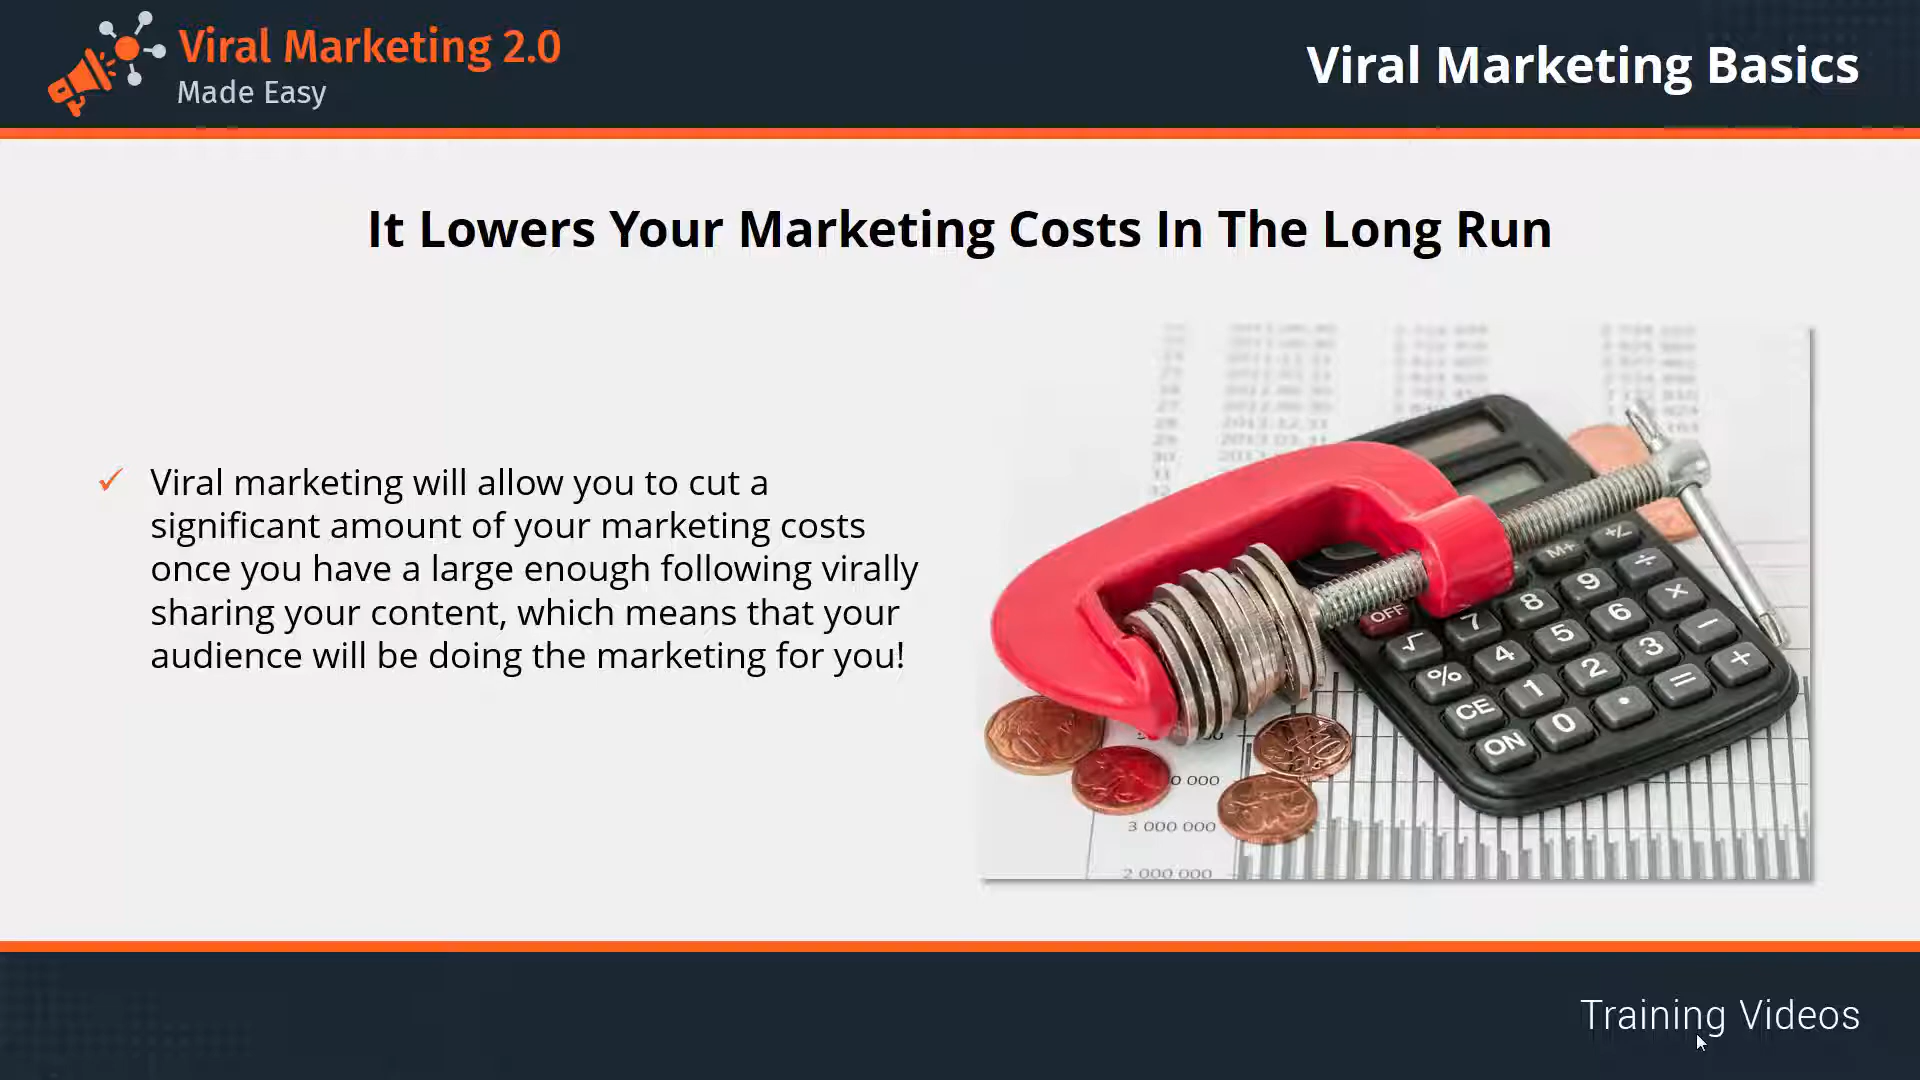 Viral Marketing 2.0
Made Easy
Viral Marketing Basics
It Lowers Your Marketing Costs In The Long Run
Viral marketing will allow you to cut a
significant amount of your marketing costs
once you have a large enough following virally
sharing your content, which means that your
audience will be doing the marketing for you!
OFF
M+
+/-
√
7
8
9
÷
%
4
5
6
×
CE
1
2
3
−
ON
0
.
=
+
3 000 000
2 000 000
Training Videos